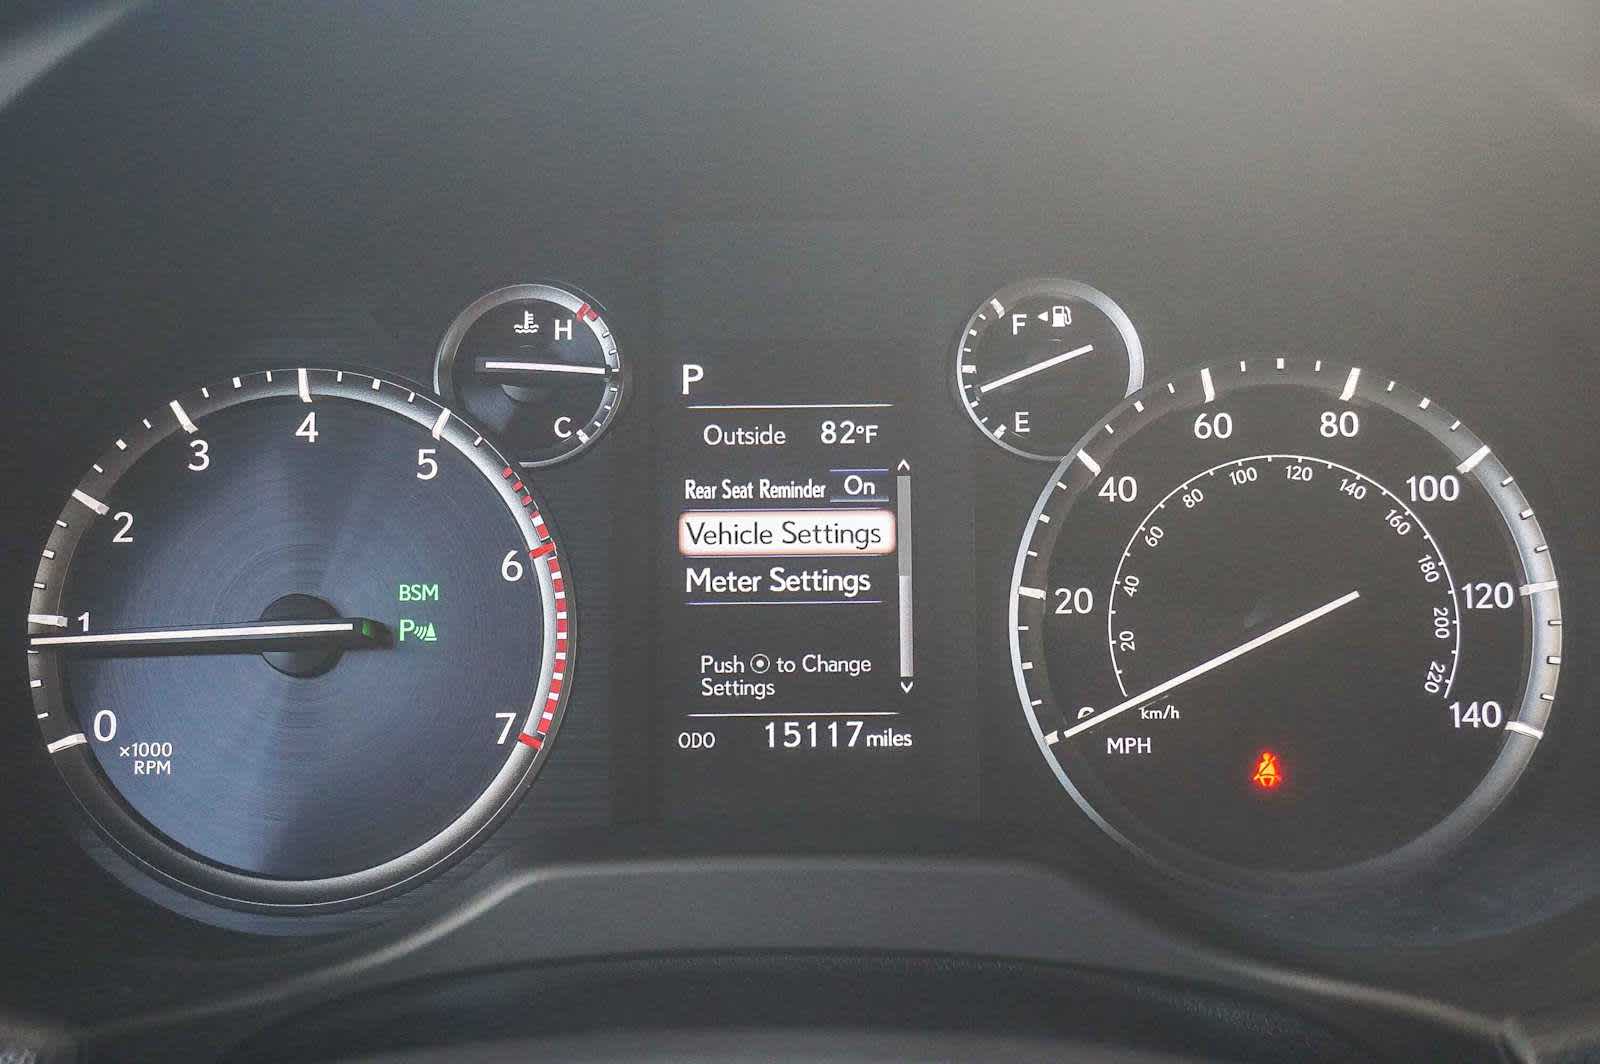 P
Outside 82°F
Rear Seat Reminder On
Vehicle Settings
Meter Settings
Push ⦿ to Change
Settings
ODO 15117 miles
H
C
F
E
0
1
2
3
4
5
6
7
x1000
RPM
BSM
P
20
40
60
80
100
120
140
MPH
20
40
60
80
100
120
140
160
180
200
220
km/h